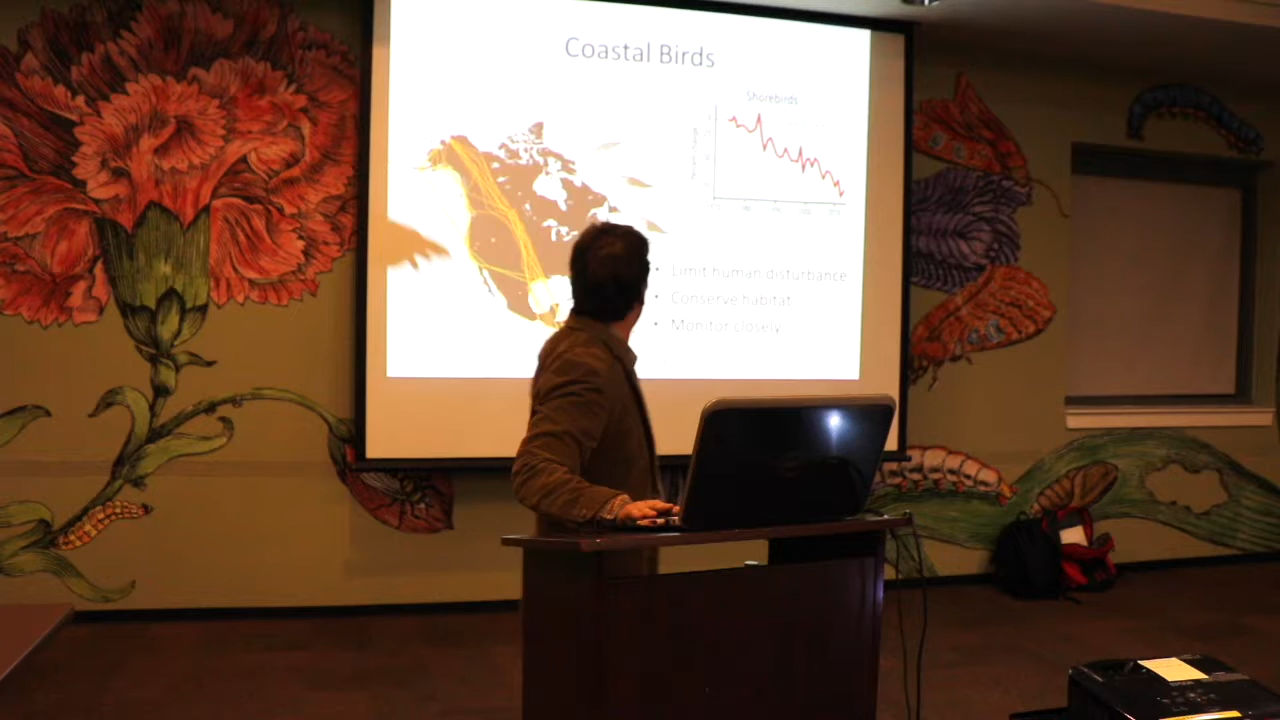 Coastal Birds
Shorebirds
• Limit human disturbance
• Conserve habitat
• Monitor closely